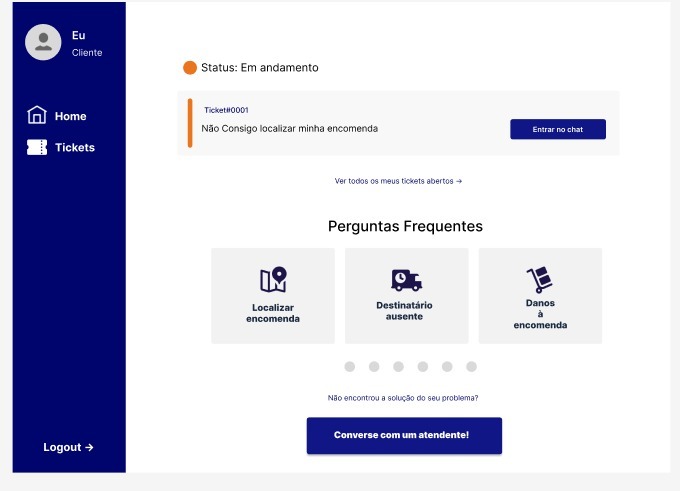 Eu
Cliente
Home
Tickets
Logout →
Status: Em andamento
Ticket#0001
Não Consigo localizar minha encomenda
Entrar no chat
Ver todos os meus tickets abertos →
Perguntas Frequentes
Localizar
encomenda
Destinatário
ausente
Danos
à
encomenda
Não encontrou a solução do seu problema?
Converse com um atendente!